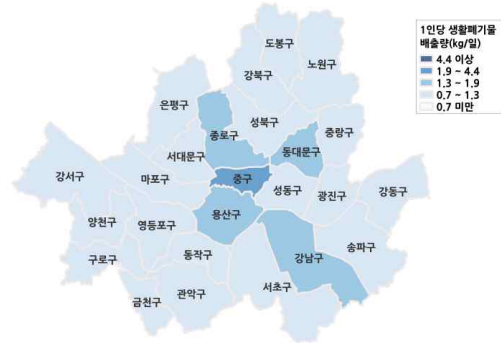 1인당 생활폐기물
배출량(kg/일)
4.4 이상
1.9 ~ 4.4
1.3 ~ 1.9
0.7 ~ 1.3
0.7 미만
도봉구
노원구
강북구
은평구
성북구
중랑구
종로구
동대문구
서대문구
강서구
마포구
중구
성동구
광진구
강동구
양천구
영등포구
용산구
송파구
구로구
동작구
강남구
서초구
금천구
관악구